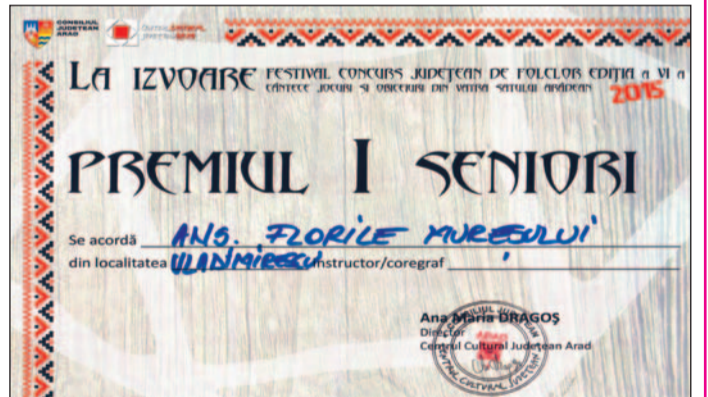 CONSILIUL
JUDEȚEAN
ARAD
LA IZVOARE FESTIVAL CONCURS JUDEȚEAN DE FOLCLOR EDIȚIA a VI a
CÂNTECE JOCURI ȘI OBICEIURI DIN VATRA SATULUI ARĂDEAN
2015
PREMIUL I SENIORI
Se acordă ANS. FLORILE MUREȘULUI
din localitatea VLADIMIRESCU instructor/coregraf
Ana Maria DRAGOȘ
Director
Centrul Cultural Județean Arad